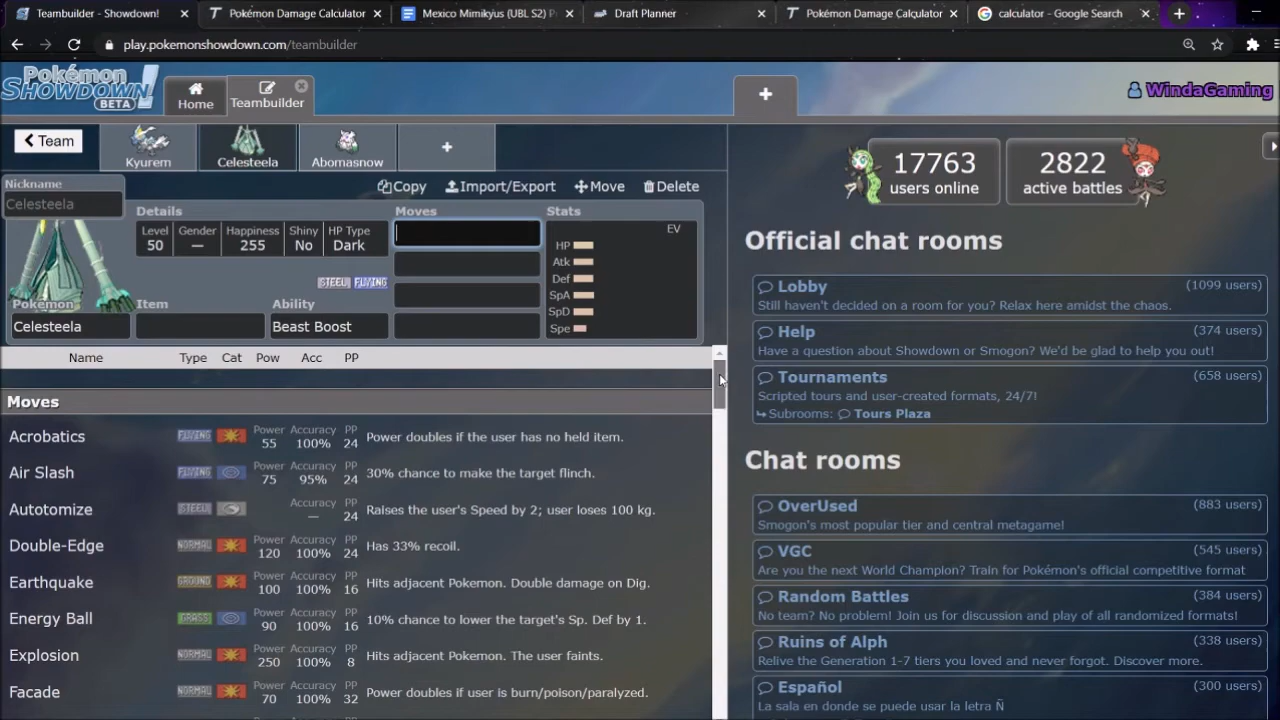 Teambuilder - Showdown!
Pokémon Damage Calculator
Mexico Mimikyus (UBL S2) P
Draft Planner
Pokémon Damage Calculator
calculator - Google Search
play.pokemonshowdown.com/teambuilder
Pokémon
SHOWDOWN!
BETA
Home
Teambuilder
WindaGaming
Team
Kyurem
Celesteela
Abomasnow
Copy
Import/Export
Move
Delete
Nickname
Celesteela
Details
Level
50
Gender
—
Happiness
255
Shiny
No
HP Type
Dark
STEEL FLYING
Pokémon
Celesteela
Item
Ability
Beast Boost
Moves
Stats
EV
HP
Atk
Def
SpA
SpD
Spe
Name Type Cat Pow Acc PP
Moves
Acrobatics FLYING Power 55 Accuracy 100% PP 24 Power doubles if the user has no held item.
Air Slash FLYING Power 75 Accuracy 95% PP 24 30% chance to make the target flinch.
Autotomize STEEL Accuracy — PP 24 Raises the user's Speed by 2; user loses 100 kg.
Double-Edge NORMAL Power 120 Accuracy 100% PP 24 Has 33% recoil.
Earthquake GROUND Power 100 Accuracy 100% PP 16 Hits adjacent Pokemon. Double damage on Dig.
Energy Ball GRASS Power 90 Accuracy 100% PP 16 10% chance to lower the target's Sp. Def by 1.
Explosion NORMAL Power 250 Accuracy 100% PP 8 Hits adjacent Pokemon. The user faints.
Facade NORMAL Power 70 Accuracy 100% PP 32 Power doubles if user is burn/poison/paralyzed.
17763
users online
2822
active battles
Official chat rooms
Lobby (1099 users)
Still haven't decided on a room for you? Relax here amidst the chaos.
Help (374 users)
Have a question about Showdown or Smogon? We'd be glad to help you out!
Tournaments (658 users)
Scripted tours and user-created formats, 24/7!
Subrooms: Tours Plaza
Chat rooms
OverUsed (883 users)
Smogon's most popular tier and central metagame!
VGC (545 users)
Are you the next World Champion? Train for Pokémon's official competitive format
Random Battles (384 users)
No team? No problem! Join us for discussion and play of all randomized formats!
Ruins of Alph (338 users)
Relive the Generation 1-7 tiers you loved and never forgot. Discover more.
Español (300 users)
La sala en donde se puede usar la letra Ñ